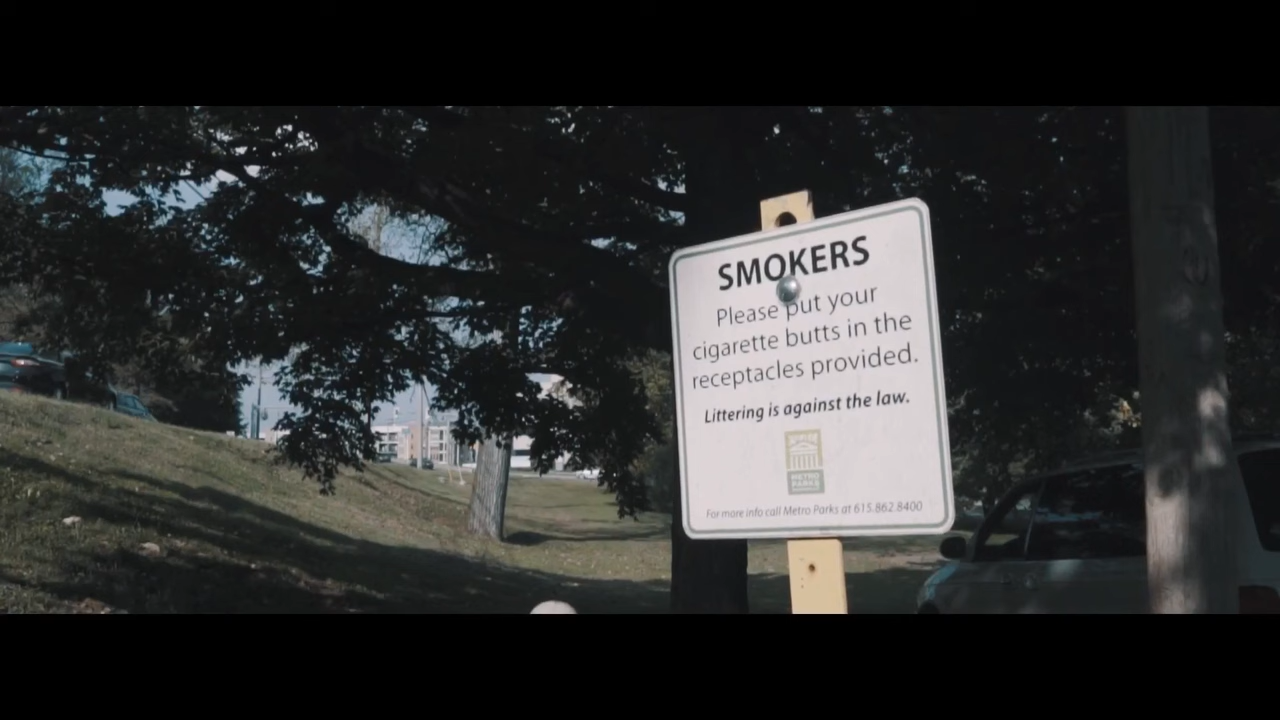 SMOKERS
Please put your
cigarette butts in the
receptacles provided.
Littering is against the law.
METRO
PARKS
For more info call Metro Parks at 615.862.8400